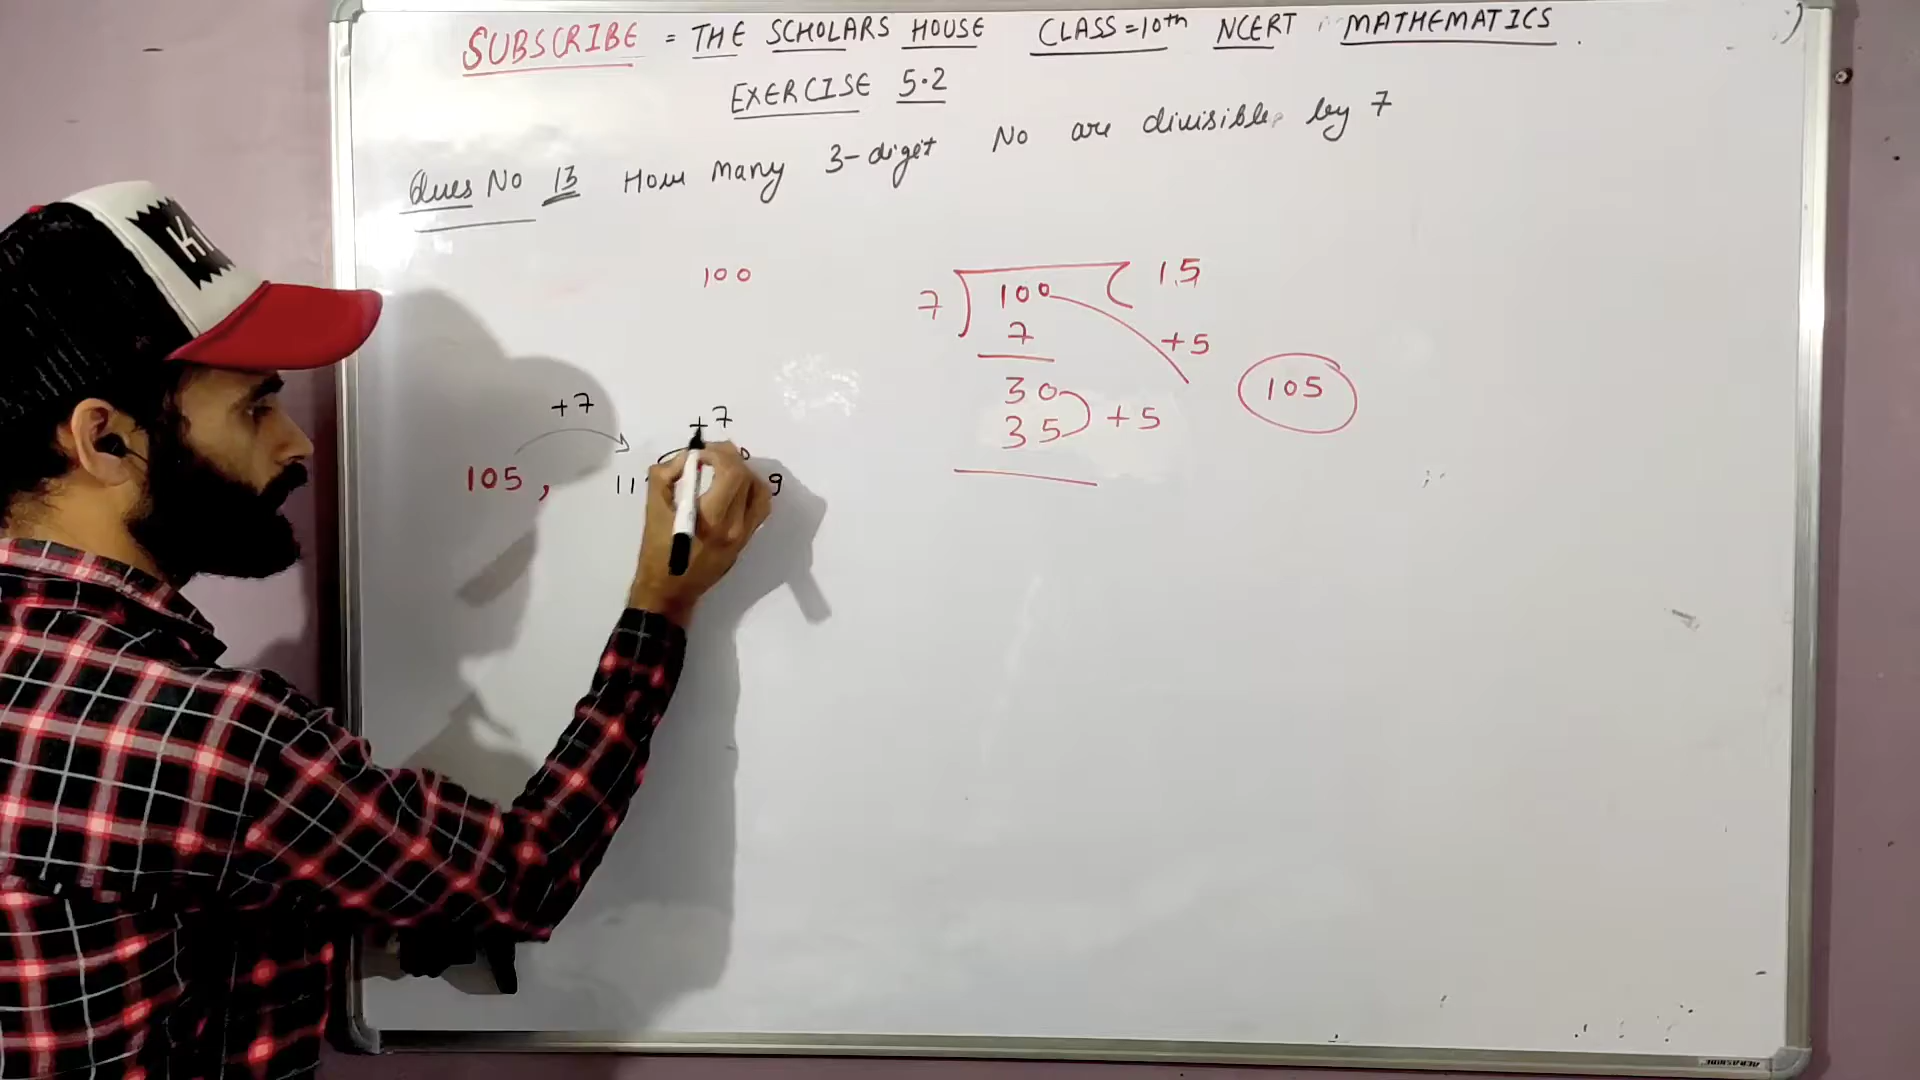 SUBSCRIBE = THE SCHOLARS HOUSE CLASS=10th NCERT MATHEMATICS
EXERCISE 5.2
Ques No 13 How many 3-diget No are divisible by 7
100
7 100 15
7 +5
30 105
35 +5
+7 +7
105, 11 9